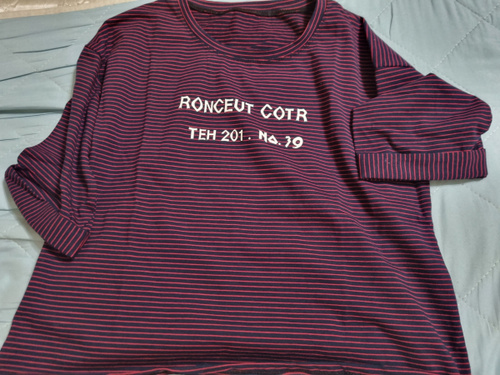 RONCEUT COTR
TEH 201. No. 19